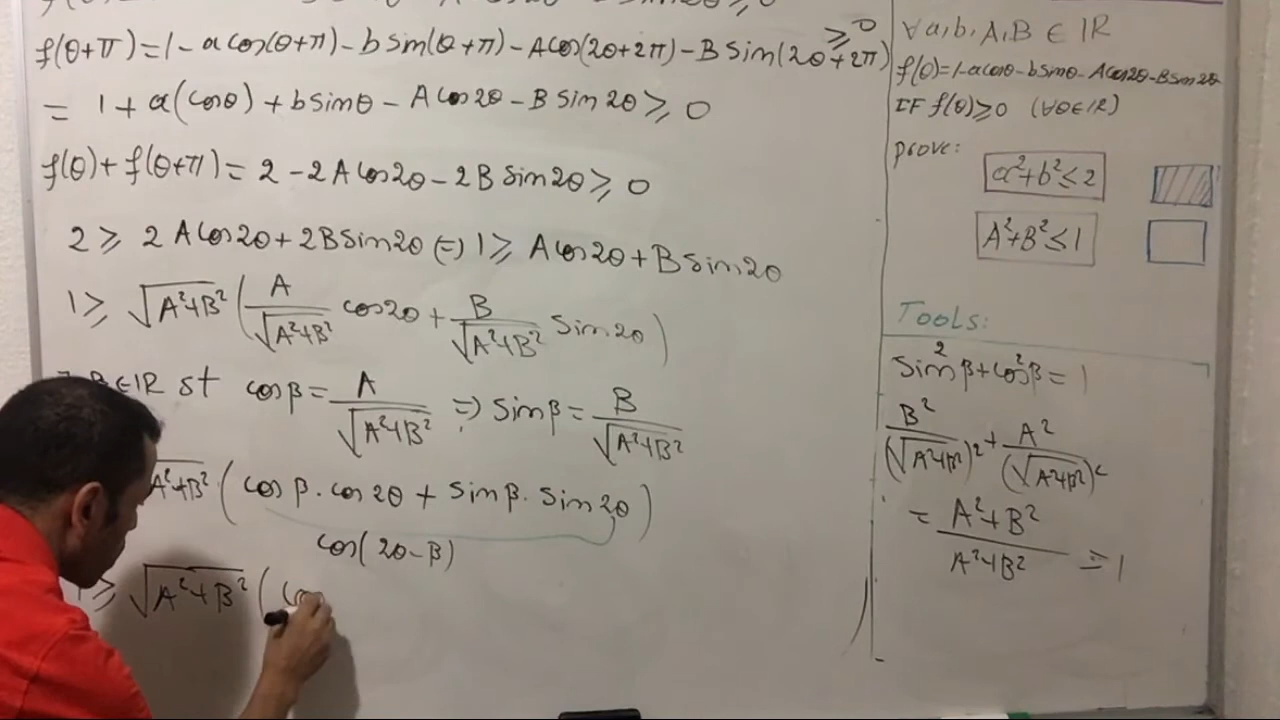 f(θ+π)=1-a cos(θ+π)-b sin(θ+π)-A cos(2θ+2π)-B sin(2θ+2π) ≥0
= 1+a(cosθ)+b sinθ-A cos2θ-B sin2θ ≥ 0
f(θ)+f(θ+π)=2-2A cos2θ-2B sin2θ ≥ 0
2 ≥ 2A cos2θ+2B sin2θ (=) 1 ≥ A cos2θ+B sin2θ
1 ≥ √(A²+B²) (A/√(A²+B²) cos2θ + B/√(A²+B²) sin2θ)
β∈IR st cosβ = A/√(A²+B²) => sinβ = B/√(A²+B²)
√(A²+B²) (cosβ.cos2θ + sinβ.sin2θ)
cos(2θ-β)
1 ≥ √(A²+B²) (co
∀a,b,A,B ∈ IR
f(θ)=1-a cosθ-b sinθ-A cos2θ-B sin2θ
IF f(θ)≥0 (∀θ∈IR)
prove:
a²+b²≤2
A²+B²≤1
Tools:
sin²β+cos²β=1
B²/(√(A²+B²))² + A²/(√(A²+B²))²
= A²+B²/A²+B² = 1